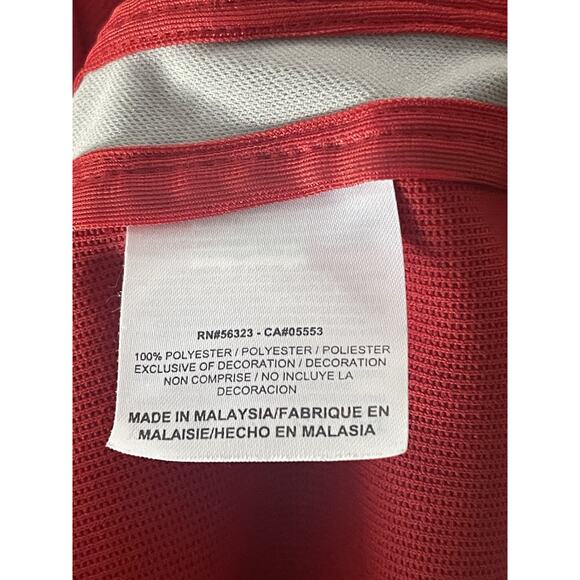 RN#56323 - CA#05553
100% POLYESTER / POLYESTER / POLIESTER
EXCLUSIVE OF DECORATION / DECORATION
NON COMPRISE / NO INCLUYE LA
DECORACION
MADE IN MALAYSIA/FABRIQUE EN
MALAISIE/HECHO EN MALASIA